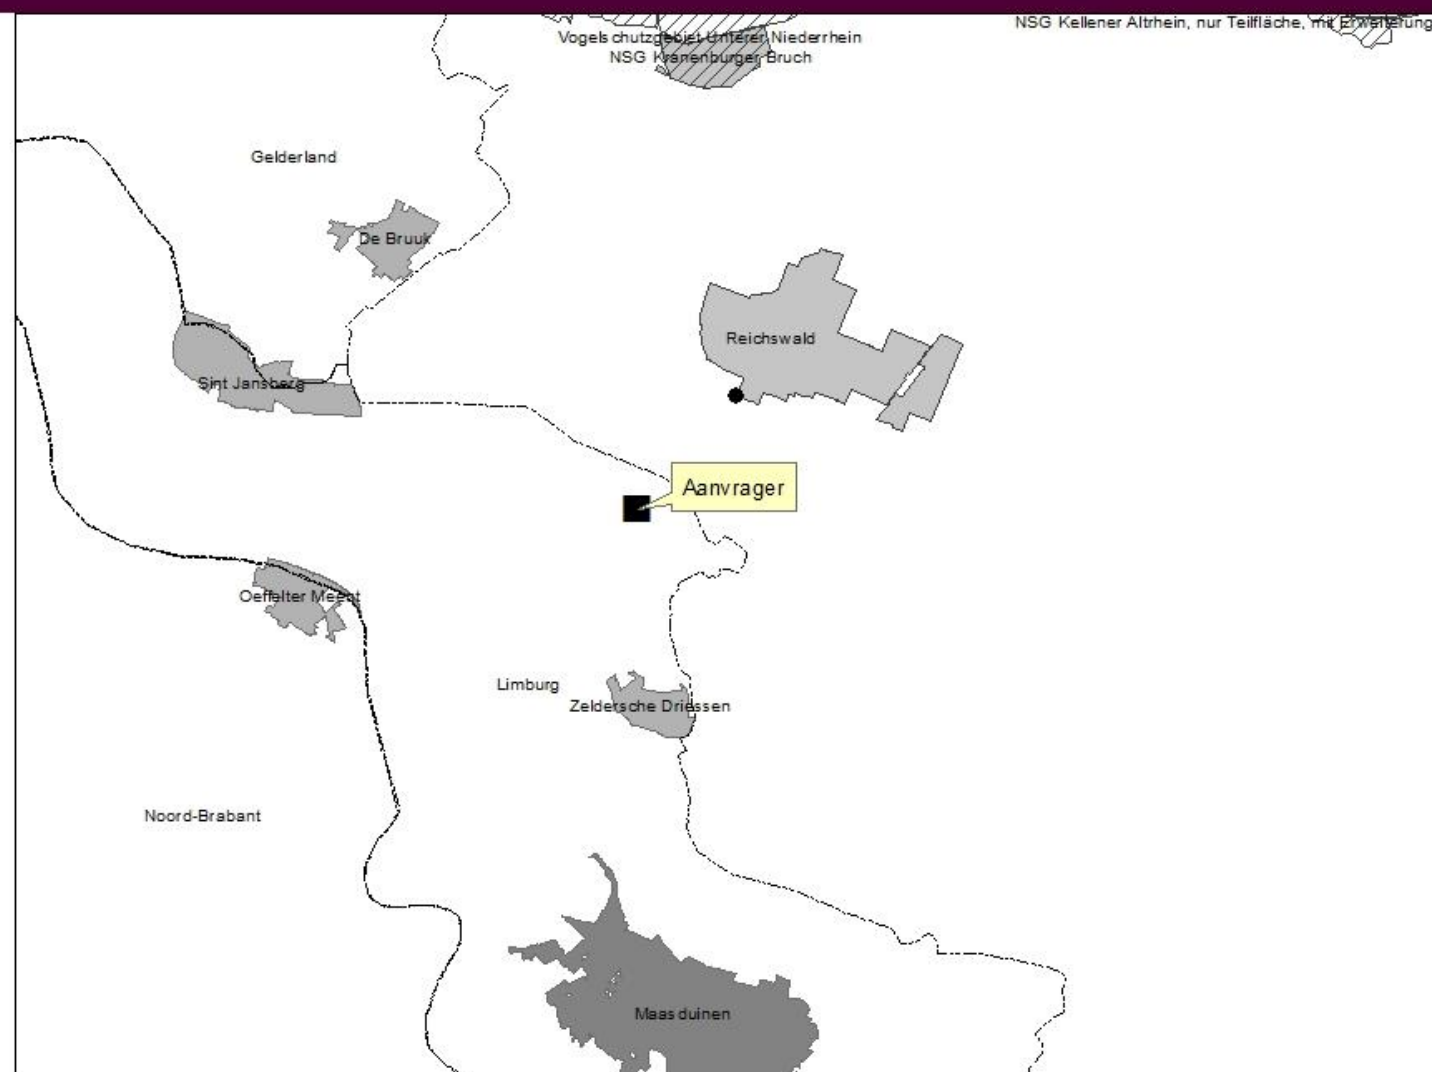 NSG Kellener Altrhein, nur Teilfläche, mit Erweiterung
Vogelschutzgebiet Unterer Niederrhein
NSG Kranenburger Bruch
Gelderland
De Bruuk
Reichswald
Sint Jansberg
Aanvrager
Oeffelter Meent
Limburg
Zeldersche Driessen
Noord-Brabant
Maasduinen